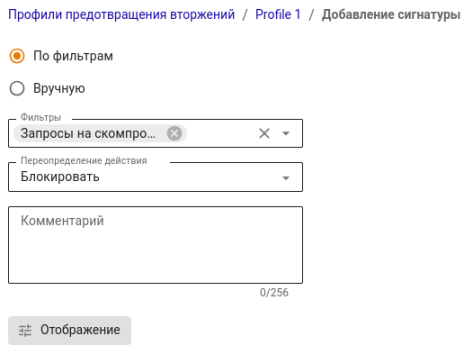 Профили предотвращения вторжений / Profile 1 / Добавление сигнатуры
По фильтрам
Вручную
Фильтры
Запросы на скомпро...
Переопределение действия
Блокировать
Комментарий
0/256
Отображение